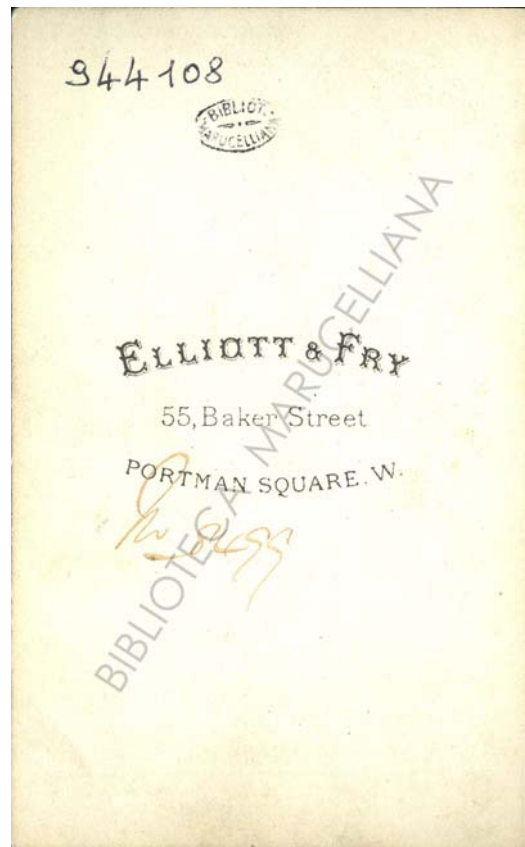 944108
BIBLIOT.
MARUCELLIANA
ELLIOTT & FRY
55, Baker Street
PORTMAN SQUARE. W.
BIBLIOTECA MARUCELLIANA